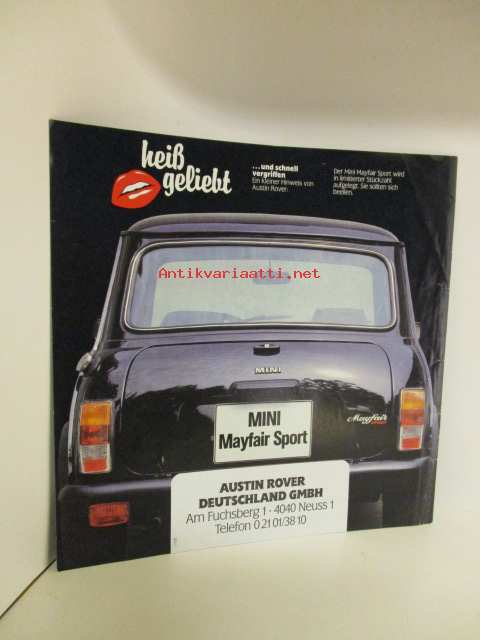 heiß
geliebt
...und schnell
vergriffen
Ein kleiner Hinweis von
Austin Rover.
Der Mini Mayfair Sport wird
in limitierter Stückzahl
aufgelegt. Sie sollten sich
beeilen.
Antikvariaatti.net
MINI
Mayfair
MINI
Mayfair Sport
AUSTIN ROVER
DEUTSCHLAND GMBH
Am Fuchsberg 1 · 4040 Neuss 1
Telefon 0 21 01/38 10